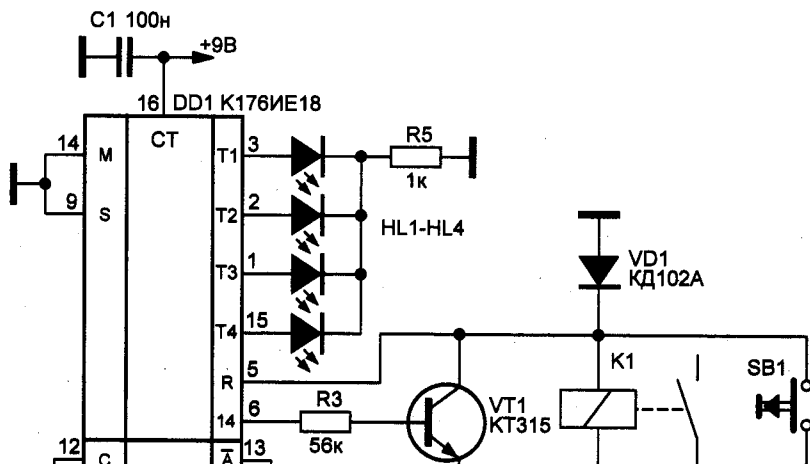 C1 100н
+9В
16 DD1 К176ИЕ18
CT
14 M T1 3
R5
1к
9 S T2 2
HL1-HL4
T3 1
VD1
КД102А
T4 15
R 5
K1
SB1
14 6 R3
56к
VT1
КТ315
12 C A 13